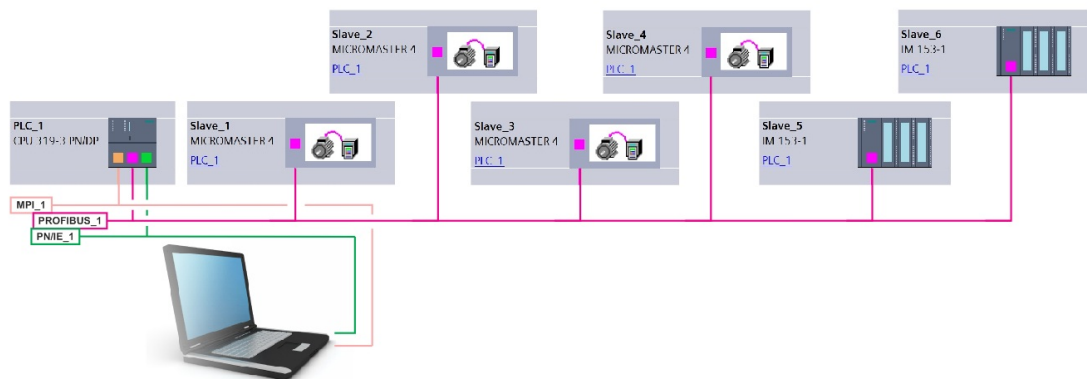 Slave_2
MICROMASTER 4
PLC_1
Slave_4
MICROMASTER 4
PLC_1
Slave_6
IM 153-1
PLC_1
PLC_1
CPU 319-3 PN/DP
Slave_1
MICROMASTER 4
PLC_1
Slave_3
MICROMASTER 4
PLC_1
Slave_5
IM 153-1
PLC_1
MPI_1
PROFIBUS_1
PN/IE_1